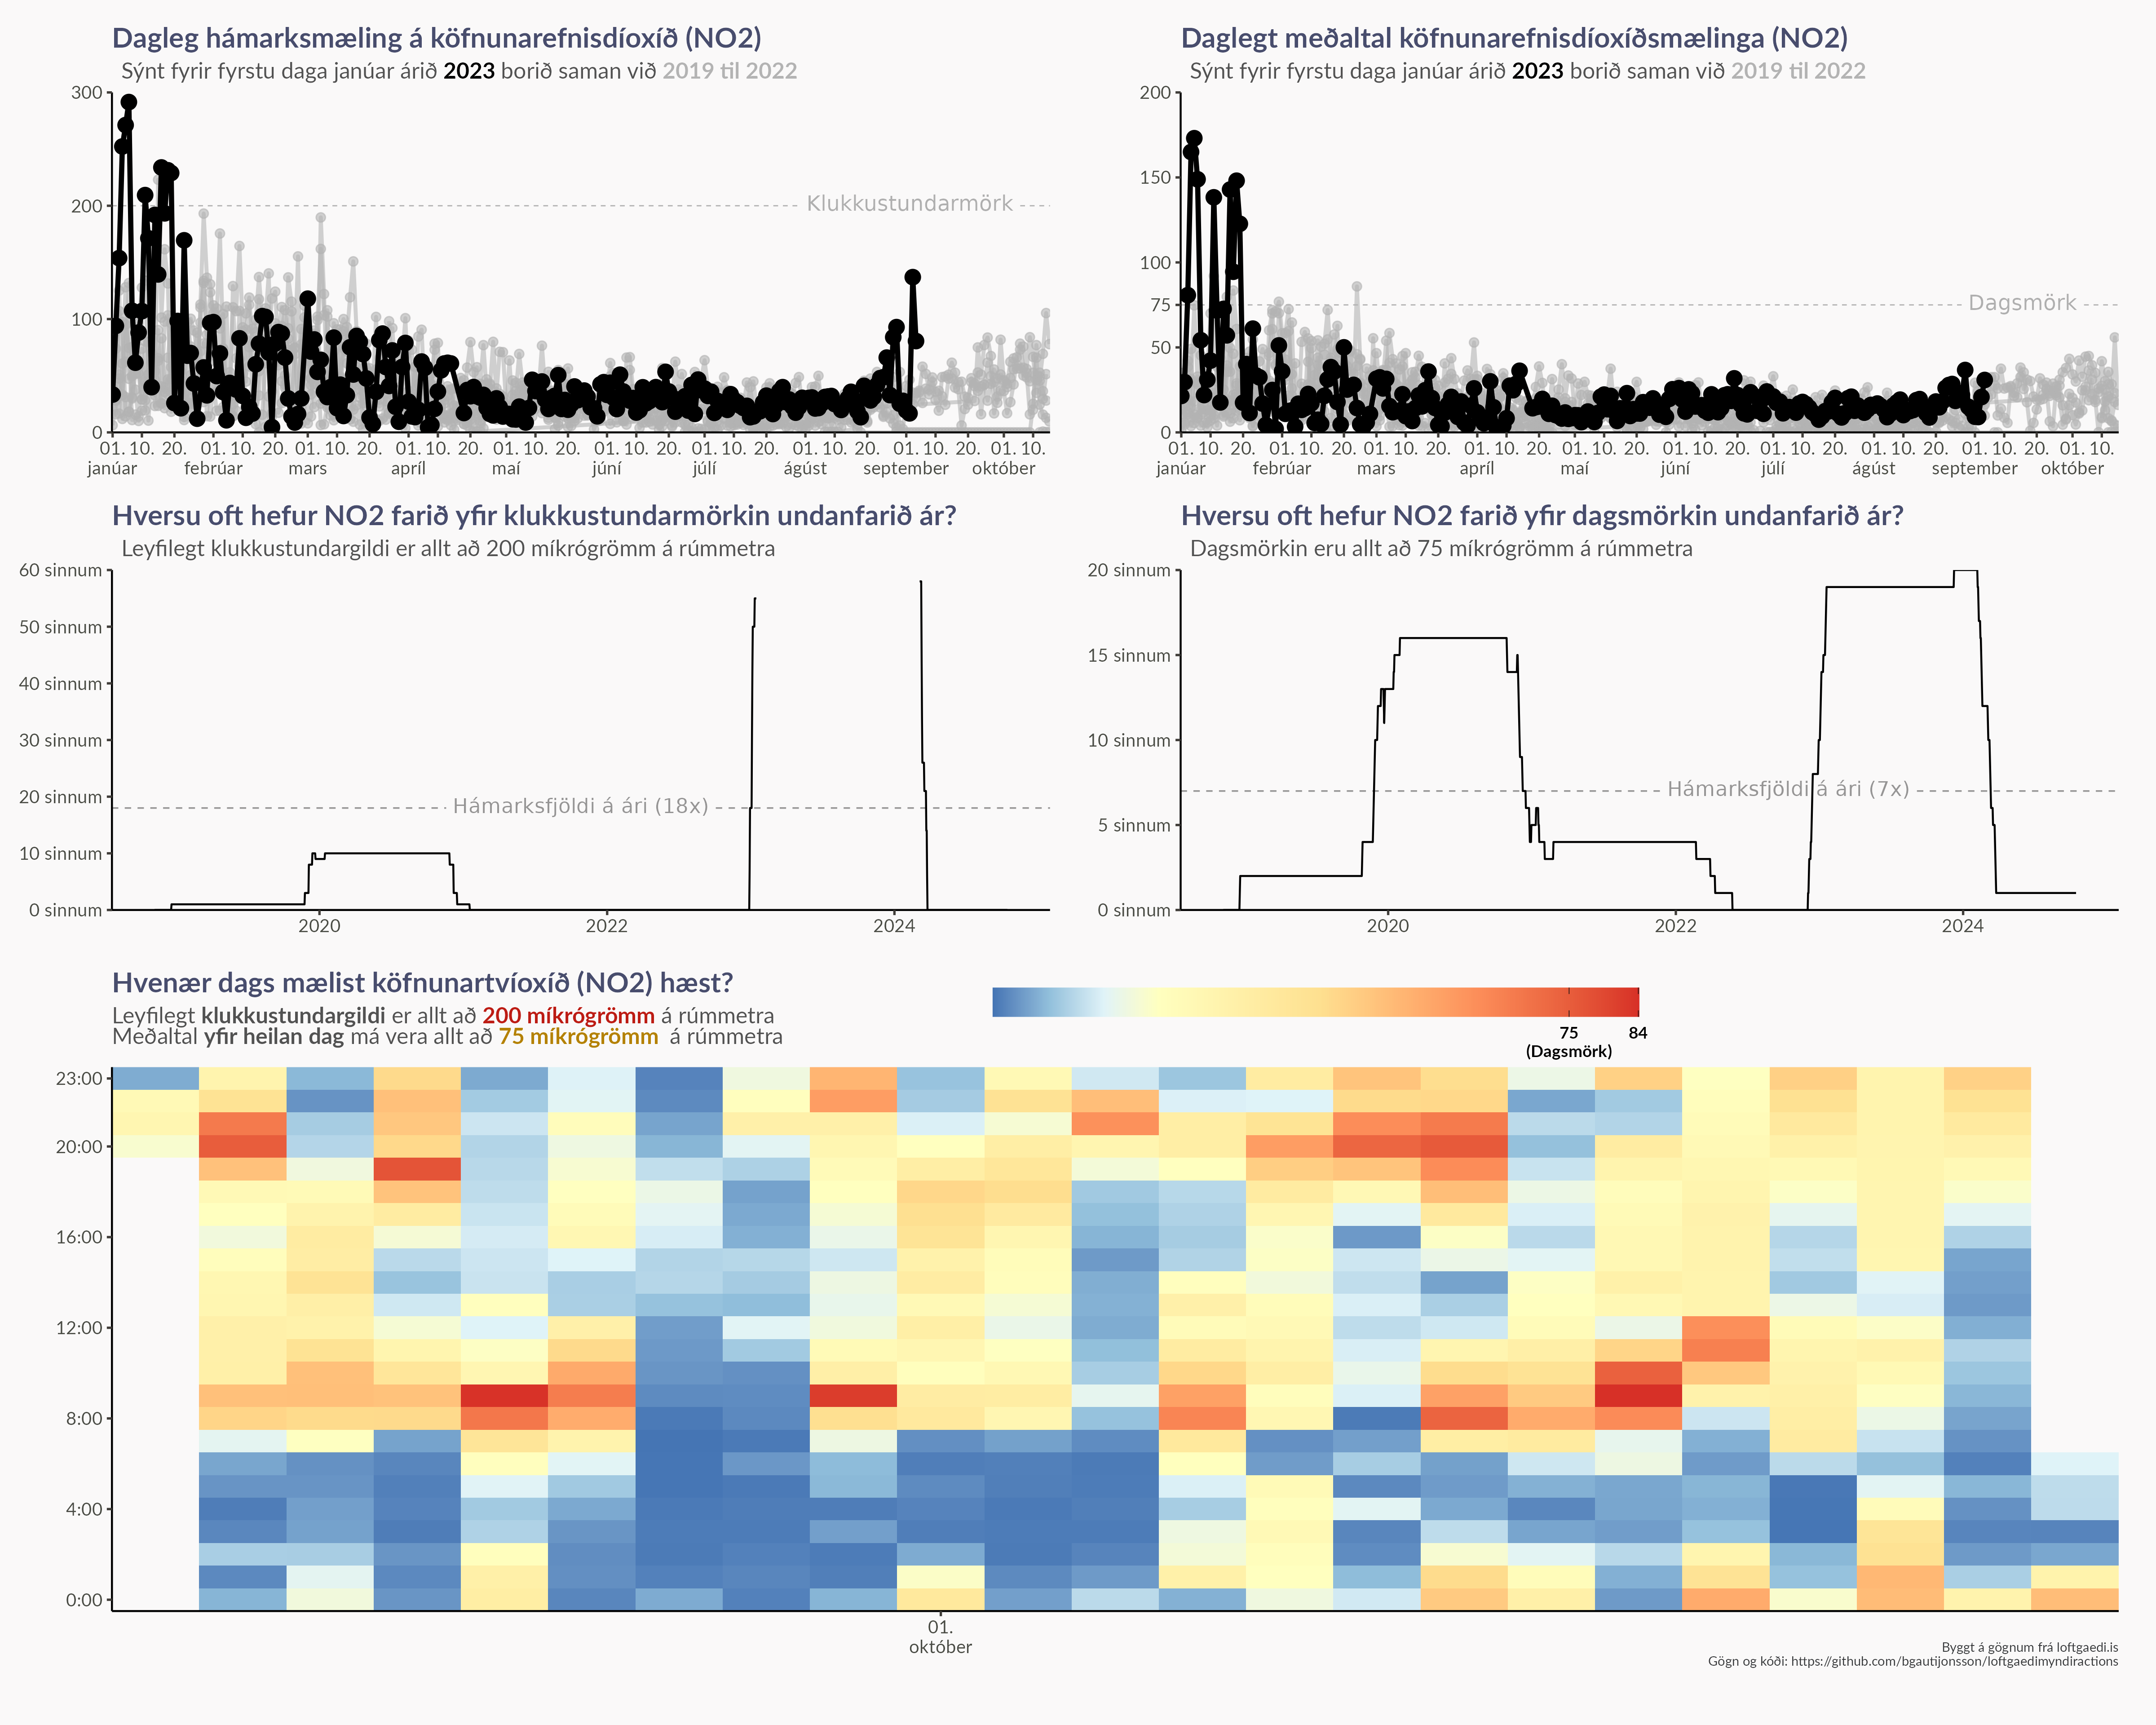 Dagleg hámarksmæling á köfnunarefnisdíoxíð (NO2)
Sýnt fyrir fyrstu daga janúar árið 2023 borið saman við 2019 til 2022
300
200
100
0
Klukkustundarmörk
01. 10. 20. 01. 10. 20. 01. 10. 20. 01. 10. 20. 01. 10. 20. 01. 10. 20. 01. 10. 20. 01. 10. 20. 01. 10. 20. 01. 10.
janúar febrúar mars apríl maí júní júlí ágúst september október
Daglegt meðaltal köfnunarefnisdíoxíðsmælinga (NO2)
Sýnt fyrir fyrstu daga janúar árið 2023 borið saman við 2019 til 2022
200
150
100
75
50
0
Dagsmörk
01. 10. 20. 01. 10. 20. 01. 10. 20. 01. 10. 20. 01. 10. 20. 01. 10. 20. 01. 10. 20. 01. 10. 20. 01. 10. 20. 01. 10.
janúar febrúar mars apríl maí júní júlí ágúst september október
Hversu oft hefur NO2 farið yfir klukkustundarmörkin undanfarið ár?
Leyfilegt klukkustundargildi er allt að 200 míkrógrömm á rúmmetra
60 sinnum
50 sinnum
40 sinnum
30 sinnum
20 sinnum
10 sinnum
0 sinnum
Hámarksfjöldi á ári (18x)
2020 2022 2024
Hversu oft hefur NO2 farið yfir dagsmörkin undanfarið ár?
Dagsmörkin eru allt að 75 míkrógrömm á rúmmetra
20 sinnum
15 sinnum
10 sinnum
5 sinnum
0 sinnum
Hámarksfjöldi á ári (7x)
2020 2022 2024
Hvenær dags mælist köfnunartvíoxíð (NO2) hæst?
Leyfilegt klukkustundargildi er allt að 200 míkrógrömm á rúmmetra
Meðaltal yfir heilan dag má vera allt að 75 míkrógrömm á rúmmetra
75 84
(Dagsmörk)
23:00
20:00
16:00
12:00
8:00
4:00
0:00
01.
október
Byggt á gögnum frá loftgaedi.is
Gögn og kóði: https://github.com/bgautijonsson/loftgaedimyndiractions